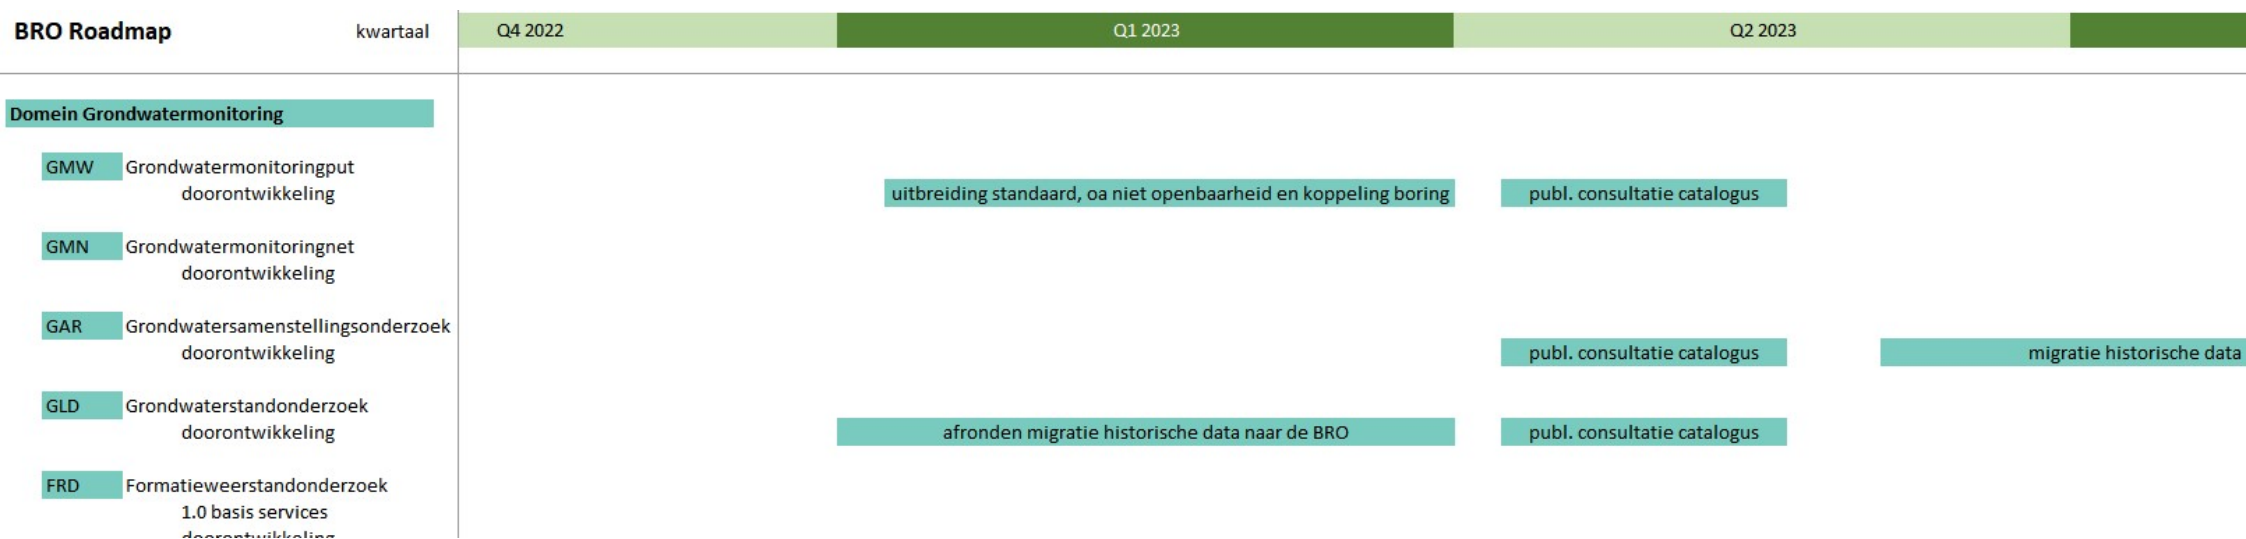 BRO Roadmap kwartaal Q4 2022 Q1 2023 Q2 2023
Domein Grondwatermonitoring
GMW Grondwatermonitoringput
doorontwikkeling uitbreiding standaard, oa niet openbaarheid en koppeling boring publ. consultatie catalogus
GMN Grondwatermonitoringnet
doorontwikkeling
GAR Grondwatersamenstellingsonderzoek
doorontwikkeling publ. consultatie catalogus migratie historische data
GLD Grondwaterstandonderzoek
doorontwikkeling afronden migratie historische data naar de BRO publ. consultatie catalogus
FRD Formatieweerstandonderzoek
1.0 basis services
doorontwikkeling